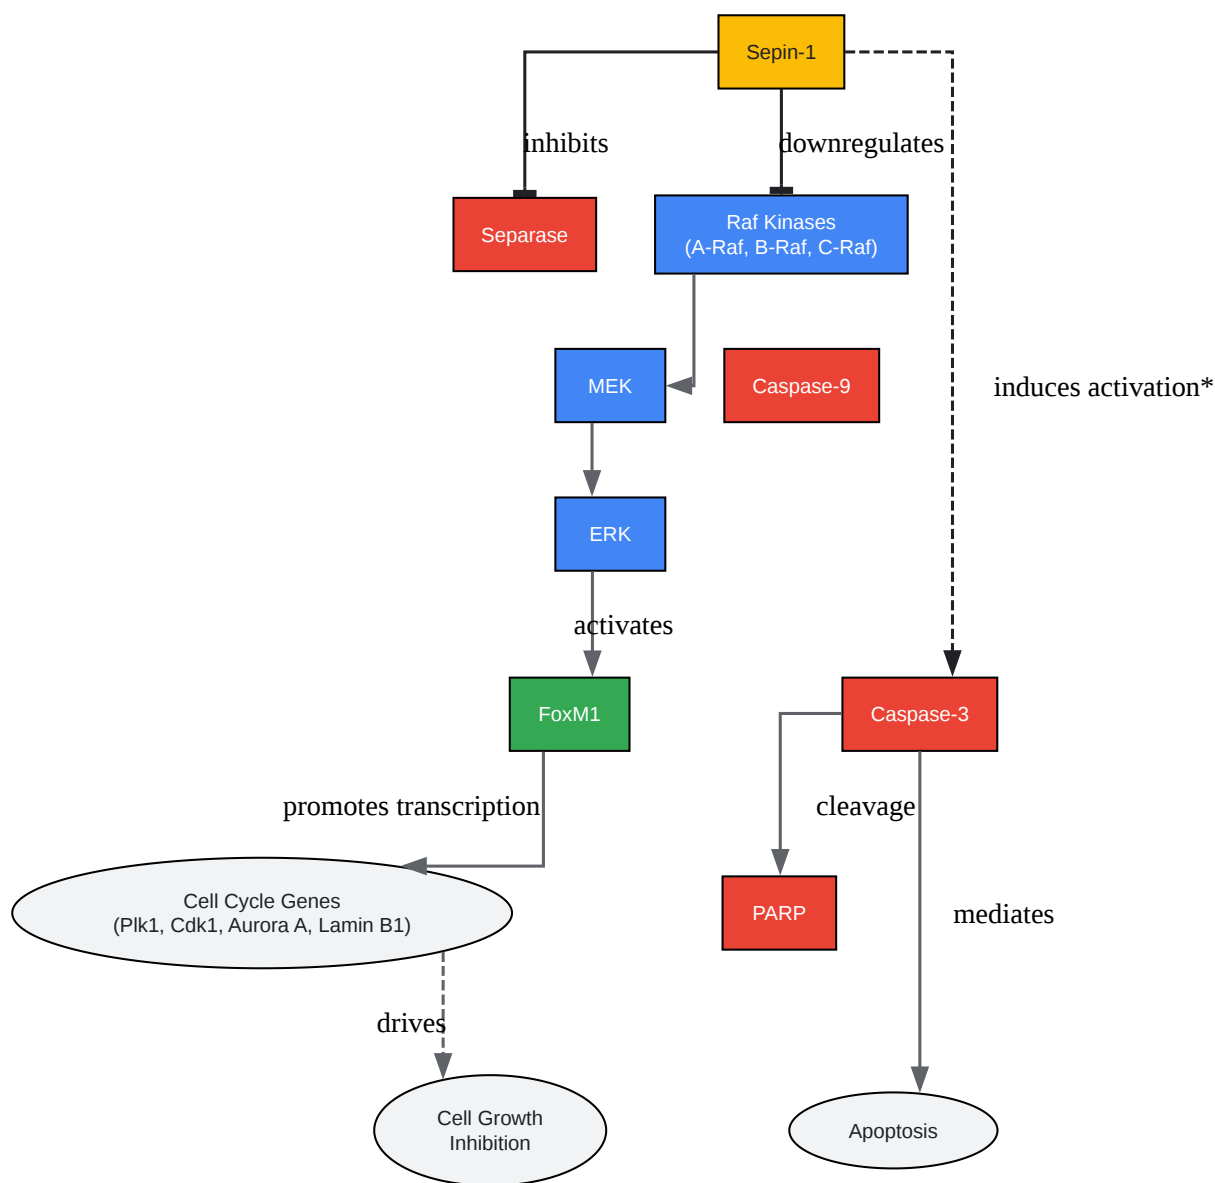 Sepin-1
inhibits
downregulates
Separase
Raf Kinases
(A-Raf, B-Raf, C-Raf)
MEK
Caspase-9
induces activation*
ERK
activates
FoxM1
Caspase-3
promotes transcription
cleavage
Cell Cycle Genes
(Plk1, Cdk1, Aurora A, Lamin B1)
PARP
mediates
drives
Cell Growth
Inhibition
Apoptosis